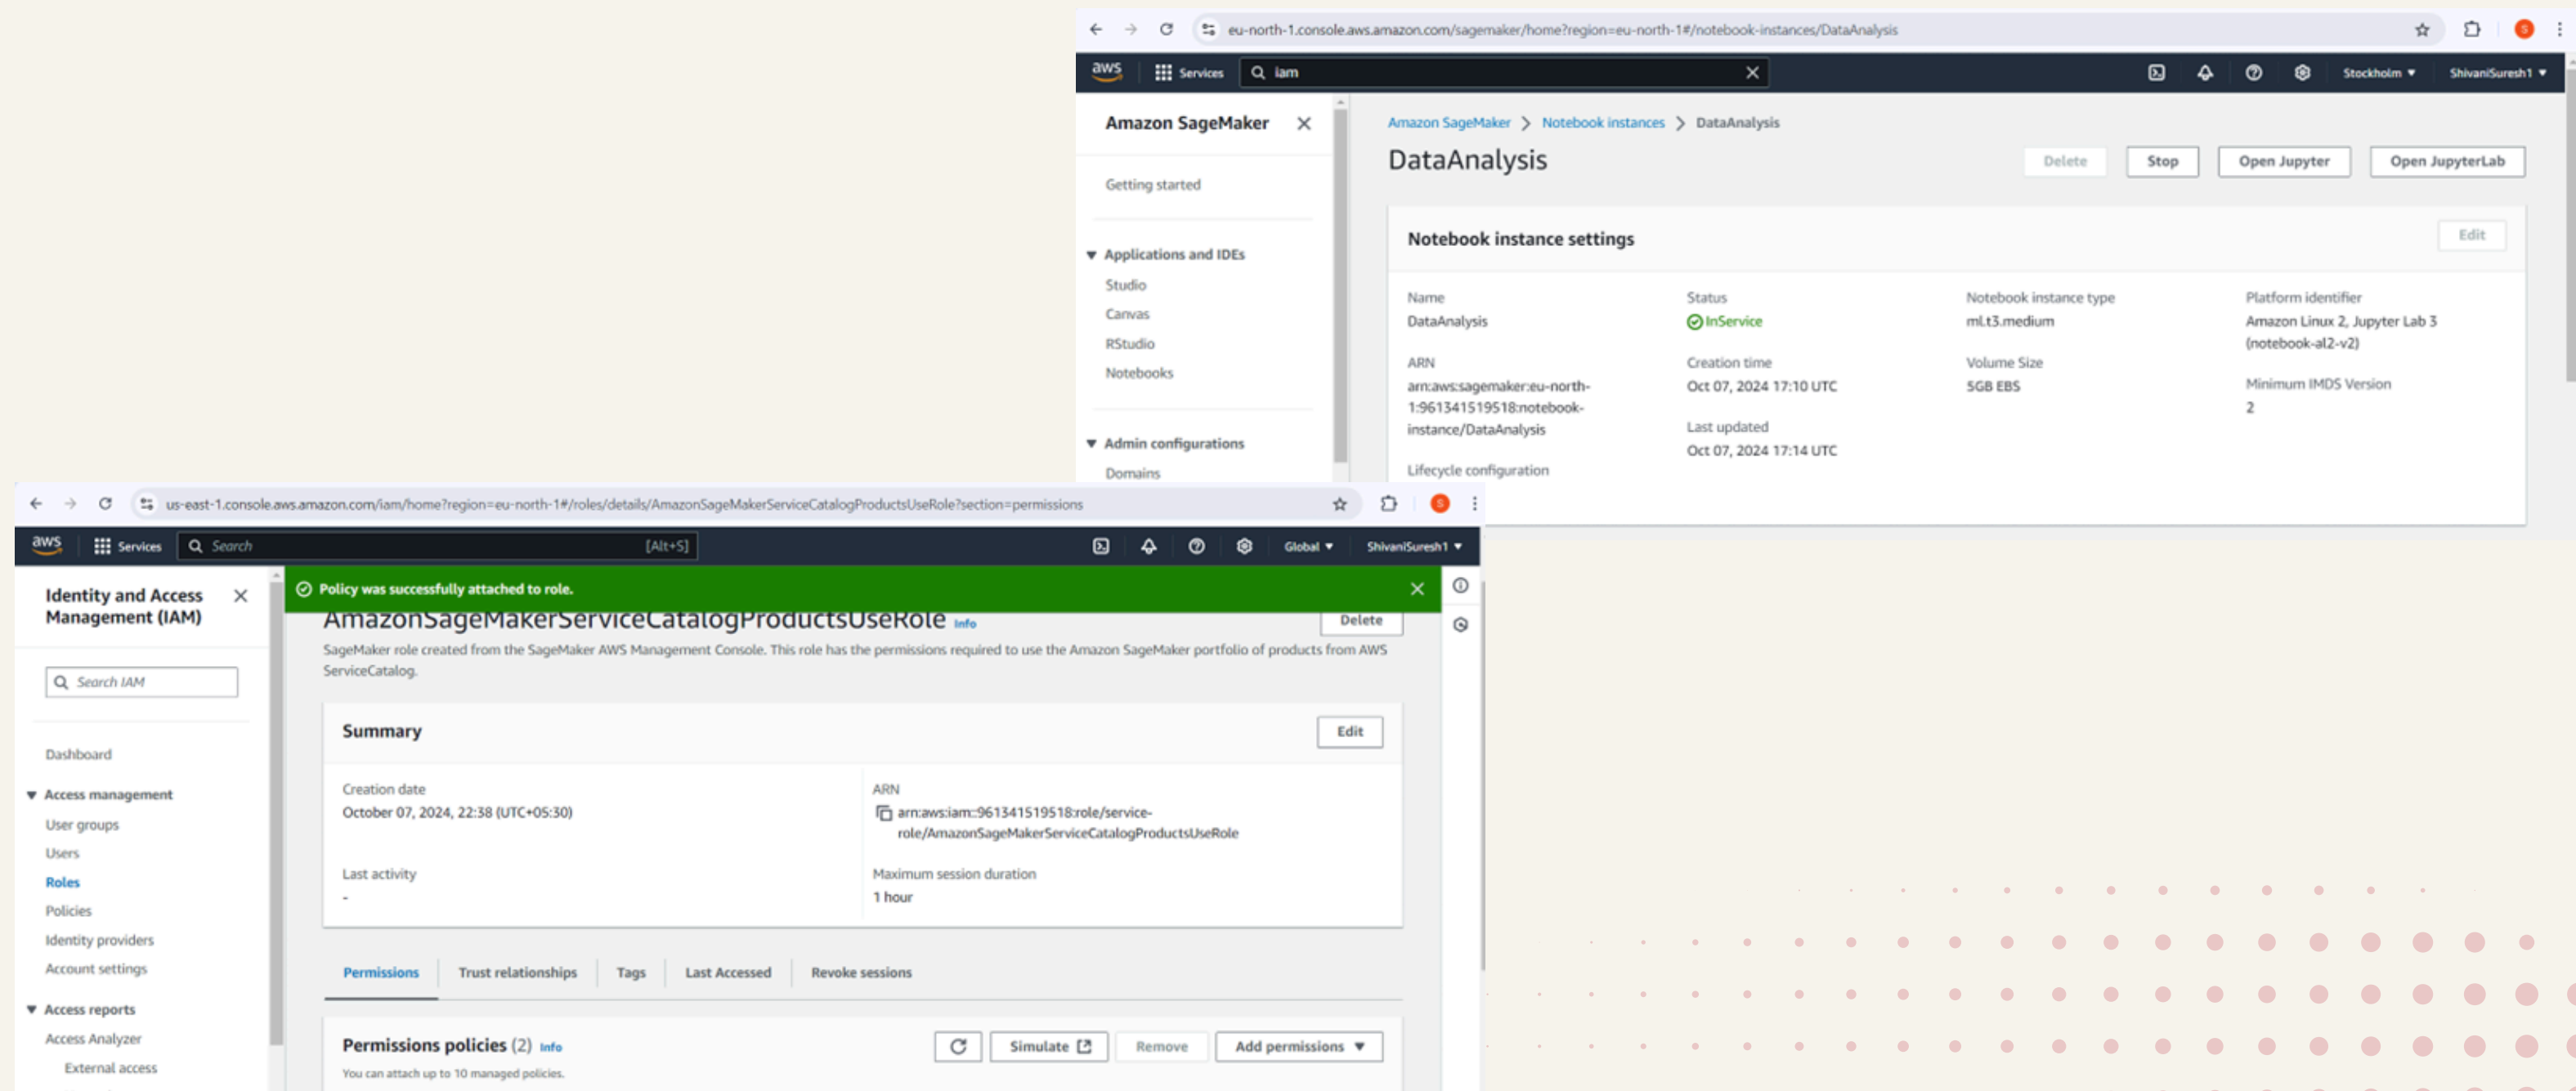 eu-north-1.console.aws.amazon.com/sagemaker/home?region=eu-north-1#/notebook-instances/DataAnalysis
S
aws
Services
iam
Stockholm
ShivaniSuresh1
Amazon SageMaker
Getting started
Applications and IDEs
Studio
Canvas
RStudio
Notebooks
Admin configurations
Domains
Amazon SageMaker > Notebook instances > DataAnalysis
DataAnalysis
Delete
Stop
Open Jupyter
Open JupyterLab
Notebook instance settings
Edit
Name
DataAnalysis
ARN
arn:aws:sagemaker:eu-north-
1:961341519518:notebook-
instance/DataAnalysis
Lifecycle configuration
Status
InService
Creation time
Oct 07, 2024 17:10 UTC
Last updated
Oct 07, 2024 17:14 UTC
Notebook instance type
ml.t3.medium
Volume Size
5GB EBS
Platform identifier
Amazon Linux 2, Jupyter Lab 3
(notebook-al2-v2)
Minimum IMDS Version
2
us-east-1.console.aws.amazon.com/iam/home?region=eu-north-1#/roles/details/AmazonSageMakerServiceCatalogProductsUseRole?section=permissions
S
aws
Services
Search
[Alt+S]
Global
ShivaniSuresh1
Identity and Access
Management (IAM)
Search IAM
Dashboard
Access management
User groups
Users
Roles
Policies
Identity providers
Account settings
Access reports
Access Analyzer
External access
Policy was successfully attached to role.
AmazonSageMakerServiceCatalogProductsUseRole Info
Delete
SageMaker role created from the SageMaker AWS Management Console. This role has the permissions required to use the Amazon SageMaker portfolio of products from AWS
ServiceCatalog.
Summary
Edit
Creation date
October 07, 2024, 22:38 (UTC+05:30)
Last activity
-
ARN
arn:aws:iam::961341519518:role/service-
role/AmazonSageMakerServiceCatalogProductsUseRole
Maximum session duration
1 hour
Permissions
Trust relationships
Tags
Last Accessed
Revoke sessions
Permissions policies (2) Info
Simulate
Remove
Add permissions
You can attach up to 10 managed policies.